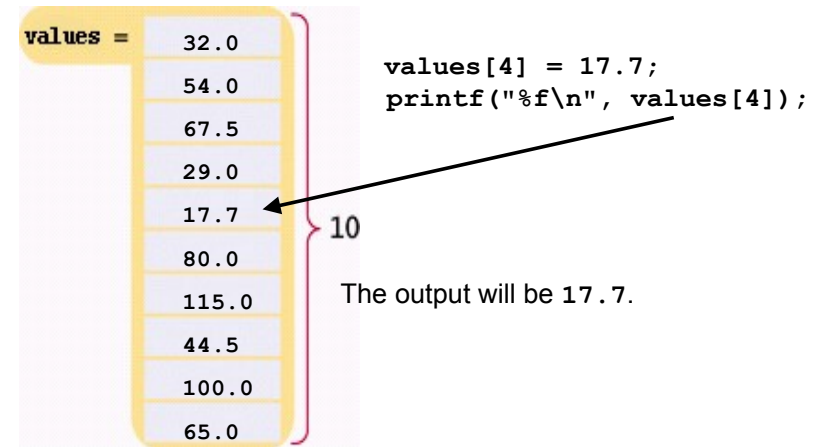 values =
32.0
54.0
67.5
29.0
17.7
80.0
115.0
44.5
100.0
65.0
10
values[4] = 17.7;
printf("%f\n", values[4]);
The output will be 17.7.